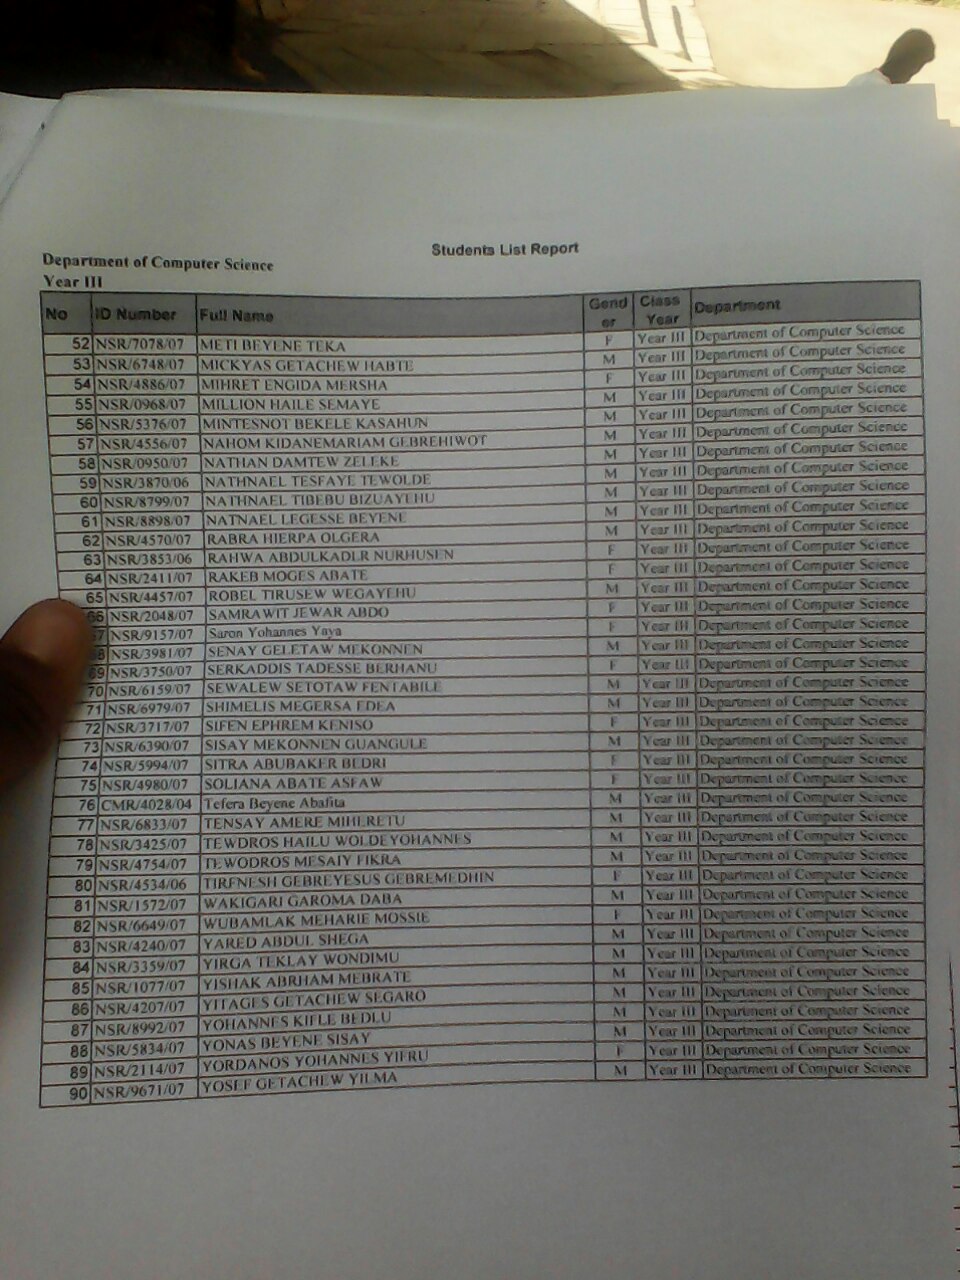 Students List Report
Department of Computer Science
Year III
No ID Number Full Name Gender Class Year Department
52 NSR/7078/07 METI BEYENE TEKA F Year III Department of Computer Science
53 NSR/6748/07 MICKYAS GETACHEW HABTE M Year III Department of Computer Science
54 NSR/4886/07 MIHRET ENGIDA MERSHA F Year III Department of Computer Science
55 NSR/0968/07 MILLION HAILE SEMAYE M Year III Department of Computer Science
56 NSR/5376/07 MINTESNOT BEKELE KASAHUN M Year III Department of Computer Science
57 NSR/4556/07 NAHOM KIDANEMARIAM GEBREHIWOT M Year III Department of Computer Science
58 NSR/0950/07 NATHAN DAMTEW ZELEKE M Year III Department of Computer Science
59 NSR/3870/06 NATHNAEL TESFAYE TEWOLDE M Year III Department of Computer Science
60 NSR/8799/07 NATHNAEL TIBEBU BIZUAYEHU M Year III Department of Computer Science
61 NSR/8898/07 NATNAEL LEGESSE BEYENE M Year III Department of Computer Science
62 NSR/4570/07 RABRA HIERPA OLGERA M Year III Department of Computer Science
63 NSR/3853/06 RAHWA ABDULKADIR NURHUSEN F Year III Department of Computer Science
64 NSR/2411/07 RAKEB MOGES ABATE F Year III Department of Computer Science
65 NSR/4457/07 ROBEL TIRUSEW WEGAYEHU M Year III Department of Computer Science
66 NSR/2048/07 SAMRAWIT JEWAR ABDO F Year III Department of Computer Science
7 NSR/9157/07 Saron Yohannes Yaya F Year III Department of Computer Science
8 NSR/3981/07 SENAY GELETAW MEKONNEN M Year III Department of Computer Science
69 NSR/3750/07 SERKADDIS TADESSE BERHANU F Year III Department of Computer Science
70 NSR/6159/07 SEWALEW SETOTAW FENTABILE M Year III Department of Computer Science
71 NSR/6979/07 SHIMELIS MEGERSA EDEA M Year III Department of Computer Science
72 NSR/3717/07 SIFEN EPHREM KENISO F Year III Department of Computer Science
73 NSR/6390/07 SISAY MEKONNEN GUANGULE M Year III Department of Computer Science
74 NSR/5994/07 SITRA ABUBAKER BEDRI F Year III Department of Computer Science
75 NSR/4980/07 SOLIANA ABATE ASFAW F Year III Department of Computer Science
76 CMR/4028/04 Tefera Beyene Abafita M Year III Department of Computer Science
77 NSR/6833/07 TENSAY AMERE MIHERETU M Year III Department of Computer Science
78 NSR/3425/07 TEWDROS HAILU WOLDEYOHANNES M Year III Department of Computer Science
79 NSR/4754/07 TEWODROS MESAIY FIKRA M Year III Department of Computer Science
80 NSR/4534/06 TIRFNESH GEBREYESUS GEBREMEDHIN F Year III Department of Computer Science
81 NSR/1572/07 WAKIGARI GAROMA DABA M Year III Department of Computer Science
82 NSR/6649/07 WUBAMLAK MEHARIE MOSSIE F Year III Department of Computer Science
83 NSR/4240/07 YARED ABDUL SHEGA M Year III Department of Computer Science
84 NSR/3359/07 YIRGA TEKLAY WONDIMU M Year III Department of Computer Science
85 NSR/1077/07 YISHAK ABRHAM MEBRATE M Year III Department of Computer Science
86 NSR/4207/07 YITAGES GETACHEW SEGARO M Year III Department of Computer Science
87 NSR/8992/07 YOHANNES KIFLE BEDLU M Year III Department of Computer Science
88 NSR/5834/07 YONAS BEYENE SISAY M Year III Department of Computer Science
89 NSR/2114/07 YORDANOS YOHANNES YIFRU F Year III Department of Computer Science
90 NSR/9671/07 YOSEF GETACHEW YILMA M Year III Department of Computer Science